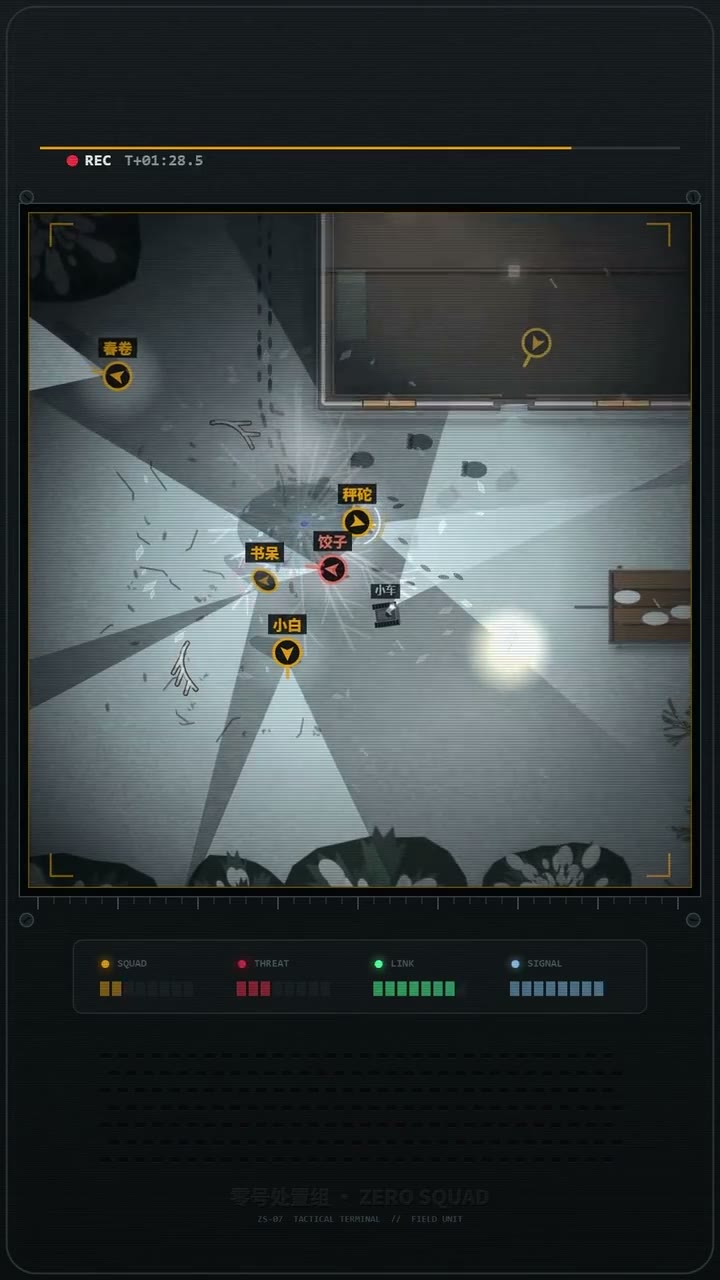 REC T+01:28.5
春卷
秤砣
饺子
书呆
小车
小白
SQUAD THREAT LINK SIGNAL
零号处置组 · ZERO SQUAD
ZS-07 TACTICAL TERMINAL // FIELD UNIT